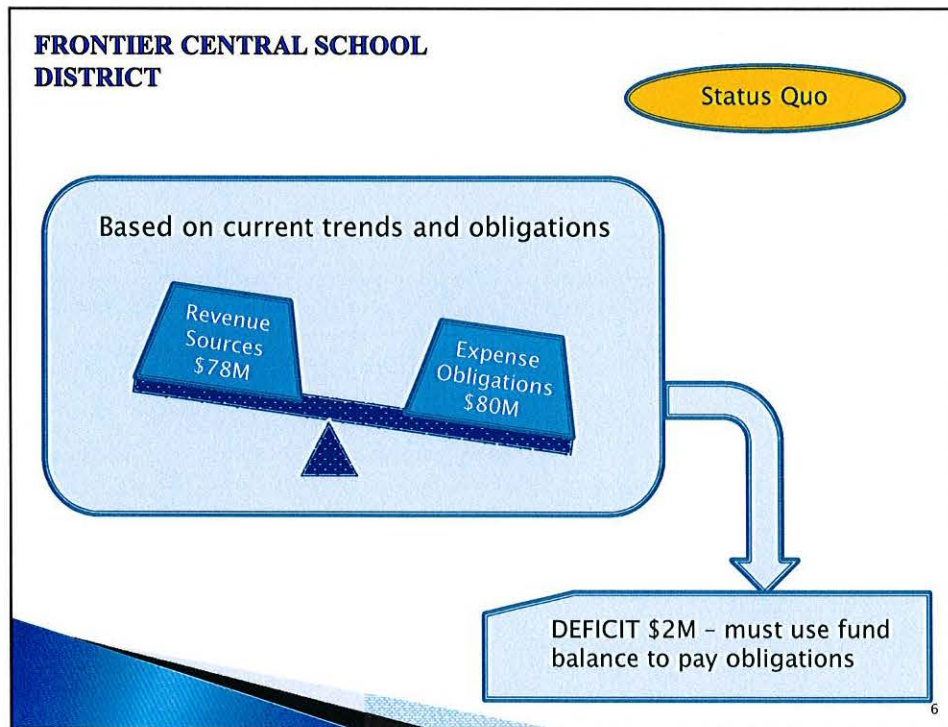 FRONTIER CENTRAL SCHOOL
DISTRICT
Status Quo
Based on current trends and obligations
Revenue
Sources
$78M
Expense
Obligations
$80M
DEFICIT $2M – must use fund
balance to pay obligations
6